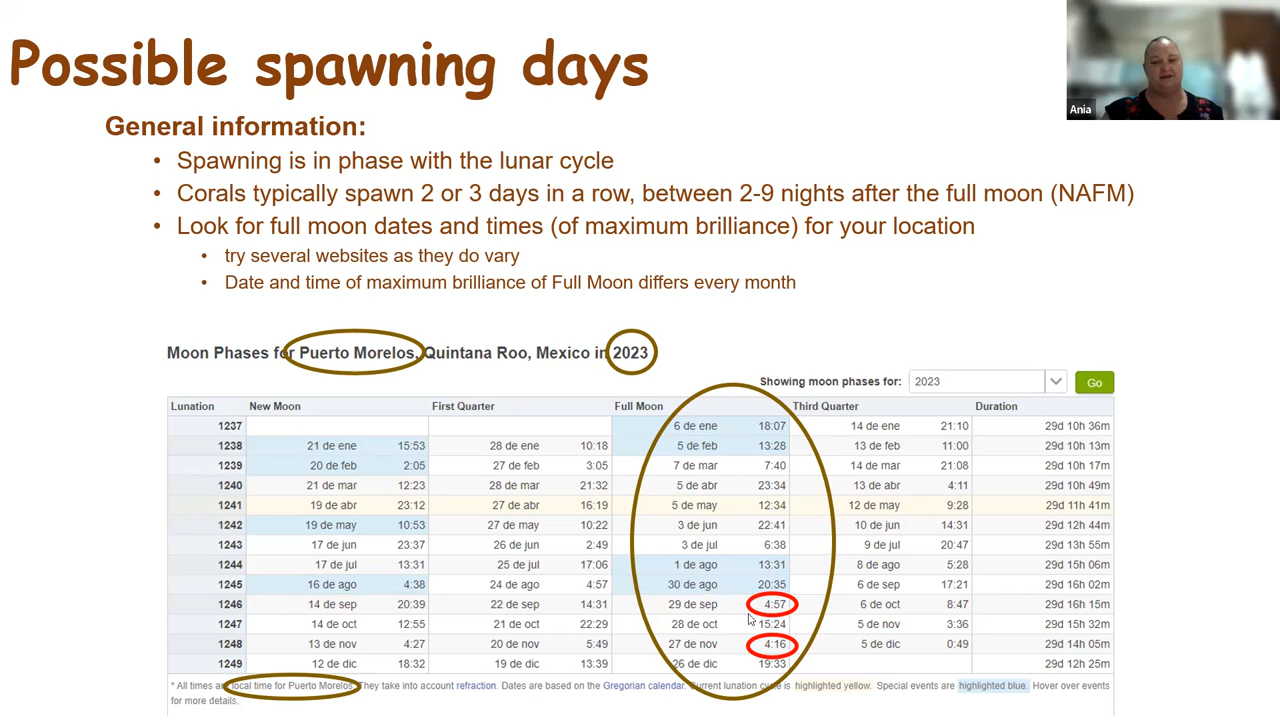 Possible spawning days
Ania
General information:
• Spawning is in phase with the lunar cycle
• Corals typically spawn 2 or 3 days in a row, between 2-9 nights after the full moon (NAFM)
• Look for full moon dates and times (of maximum brilliance) for your location
• try several websites as they do vary
• Date and time of maximum brilliance of Full Moon differs every month
Moon Phases for Puerto Morelos, Quintana Roo, Mexico in 2023
Showing moon phases for: 2023 Go
Lunation New Moon First Quarter Full Moon Third Quarter Duration
1237 6 de ene 18:07 14 de ene 21:10 29d 10h 36m
1238 21 de ene 15:53 28 de ene 10:18 5 de feb 13:28 13 de feb 11:00 29d 10h 13m
1239 20 de feb 2:05 27 de feb 3:05 7 de mar 7:40 14 de mar 21:08 29d 10h 17m
1240 21 de mar 12:23 28 de mar 21:32 5 de abr 23:34 13 de abr 4:11 29d 10h 49m
1241 19 de abr 23:12 27 de abr 16:19 5 de may 12:34 12 de may 9:28 29d 11h 41m
1242 19 de may 10:53 27 de may 10:22 3 de jun 22:41 10 de jun 14:31 29d 12h 44m
1243 17 de jun 23:37 26 de jun 2:49 3 de jul 6:38 9 de jul 20:47 29d 13h 55m
1244 17 de jul 13:31 25 de jul 17:06 1 de ago 13:31 8 de ago 5:28 29d 15h 06m
1245 16 de ago 4:38 24 de ago 4:57 30 de ago 20:35 6 de sep 17:21 29d 16h 02m
1246 14 de sep 20:39 22 de sep 14:31 29 de sep 4:57 6 de oct 8:47 29d 16h 15m
1247 14 de oct 12:55 21 de oct 22:29 28 de oct 15:24 5 de nov 3:36 29d 15h 32m
1248 13 de nov 4:27 20 de nov 5:49 27 de nov 4:16 5 de dic 0:49 29d 14h 05m
1249 12 de dic 18:32 19 de dic 13:39 26 de dic 19:33 29d 12h 25m
* All times are local time for Puerto Morelos. They take into account refraction. Dates are based on the Gregorian calendar. Current lunation cycle is highlighted yellow. Special events are highlighted blue. Hover over events
for more details.